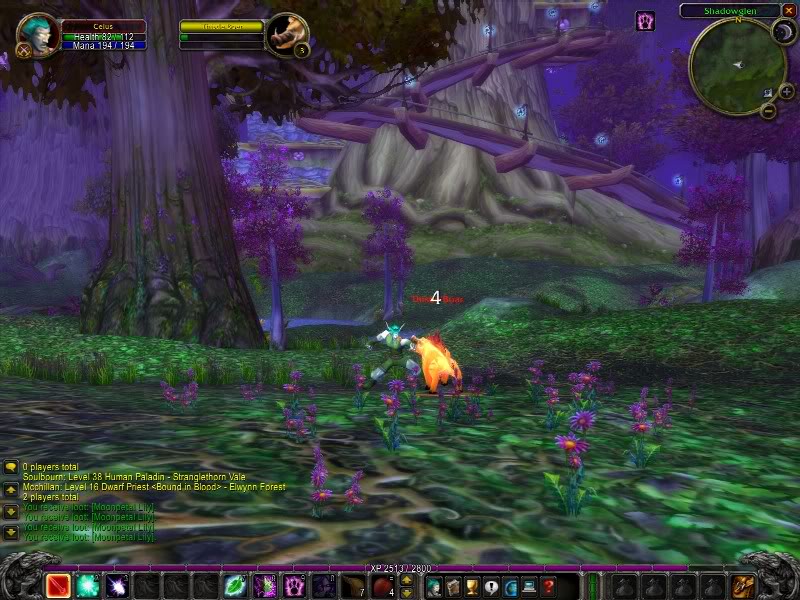 Celus
Health 82 / 112
Mana 194 / 194
Thistle Boar
3
Shadowglen
N
4
0 players total
Soulbourn: Level 38 Human Paladin - Stranglethorn Vale
Mcchillan: Level 16 Dwarf Priest <Bound in Blood> - Elwynn Forest
2 players total
You receive loot: [Moonpetal Lily].
You receive loot: [Moonpetal Lily].
You receive loot: [Moonpetal Lily].
You receive loot: [Moonpetal Lily].
XP 2513 / 2800
7
4